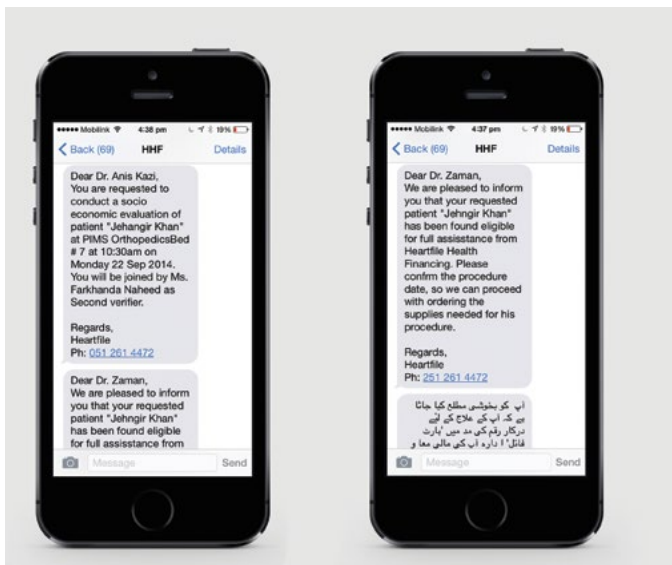 Mobilink 4:38 pm 19%
Back (69) HHF Details
Dear Dr. Anis Kazi,
You are requested to
conduct a socio
economic evaluation of
patient "Jehangir Khan"
at PIMS OrthopedicsBed
# 7 at 10:30am on
Monday 22 Sep 2014.
You will be joined by Ms.
Farkhanda Naheed as
Second verifier.
Regards,
Heartfile
Ph: 051 261 4472
Dear Dr. Zaman,
We are pleased to inform
you that your requested
patient "Jehngir Khan"
has been found eligible
for full assisstance from
Message Send
Mobilink 4:37 pm 19%
Back (69) HHF Details
Dear Dr. Zaman,
We are pleased to inform
you that your requested
patient "Jehngir Khan"
has been found eligible
for full assisstance from
Heartfile Health
Financing. Please
confrm the procedure
date, so we can proceed
with ordering the
supplies needed for his
procedure.
Regards,
Heartfile
Ph: 251 261 4472
آپ کو بخوشی مطلع کیا جاتا
ہے کہ آپ کے علاج کے لیے
درکار رقم کی مد میں 'ہارٹ
فائل' ادارہ آپ کی مالی معا و
Message Send